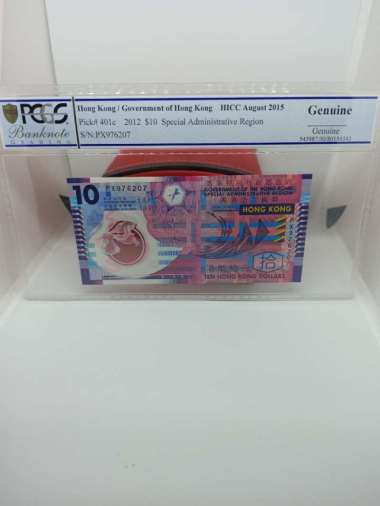 PCGS
Banknote
GRADING
Hong Kong / Government of Hong Kong HICC August 2015
Pick# 401c 2012 $10 Special Administrative Region
S/N:PX976207
Genuine
Genuine
10
PX976207
GOVERNMENT OF THE HONG KONG
SPECIAL ADMINISTRATIVE REGION
HONG KONG
拾
TEN HONG KONG DOLLARS